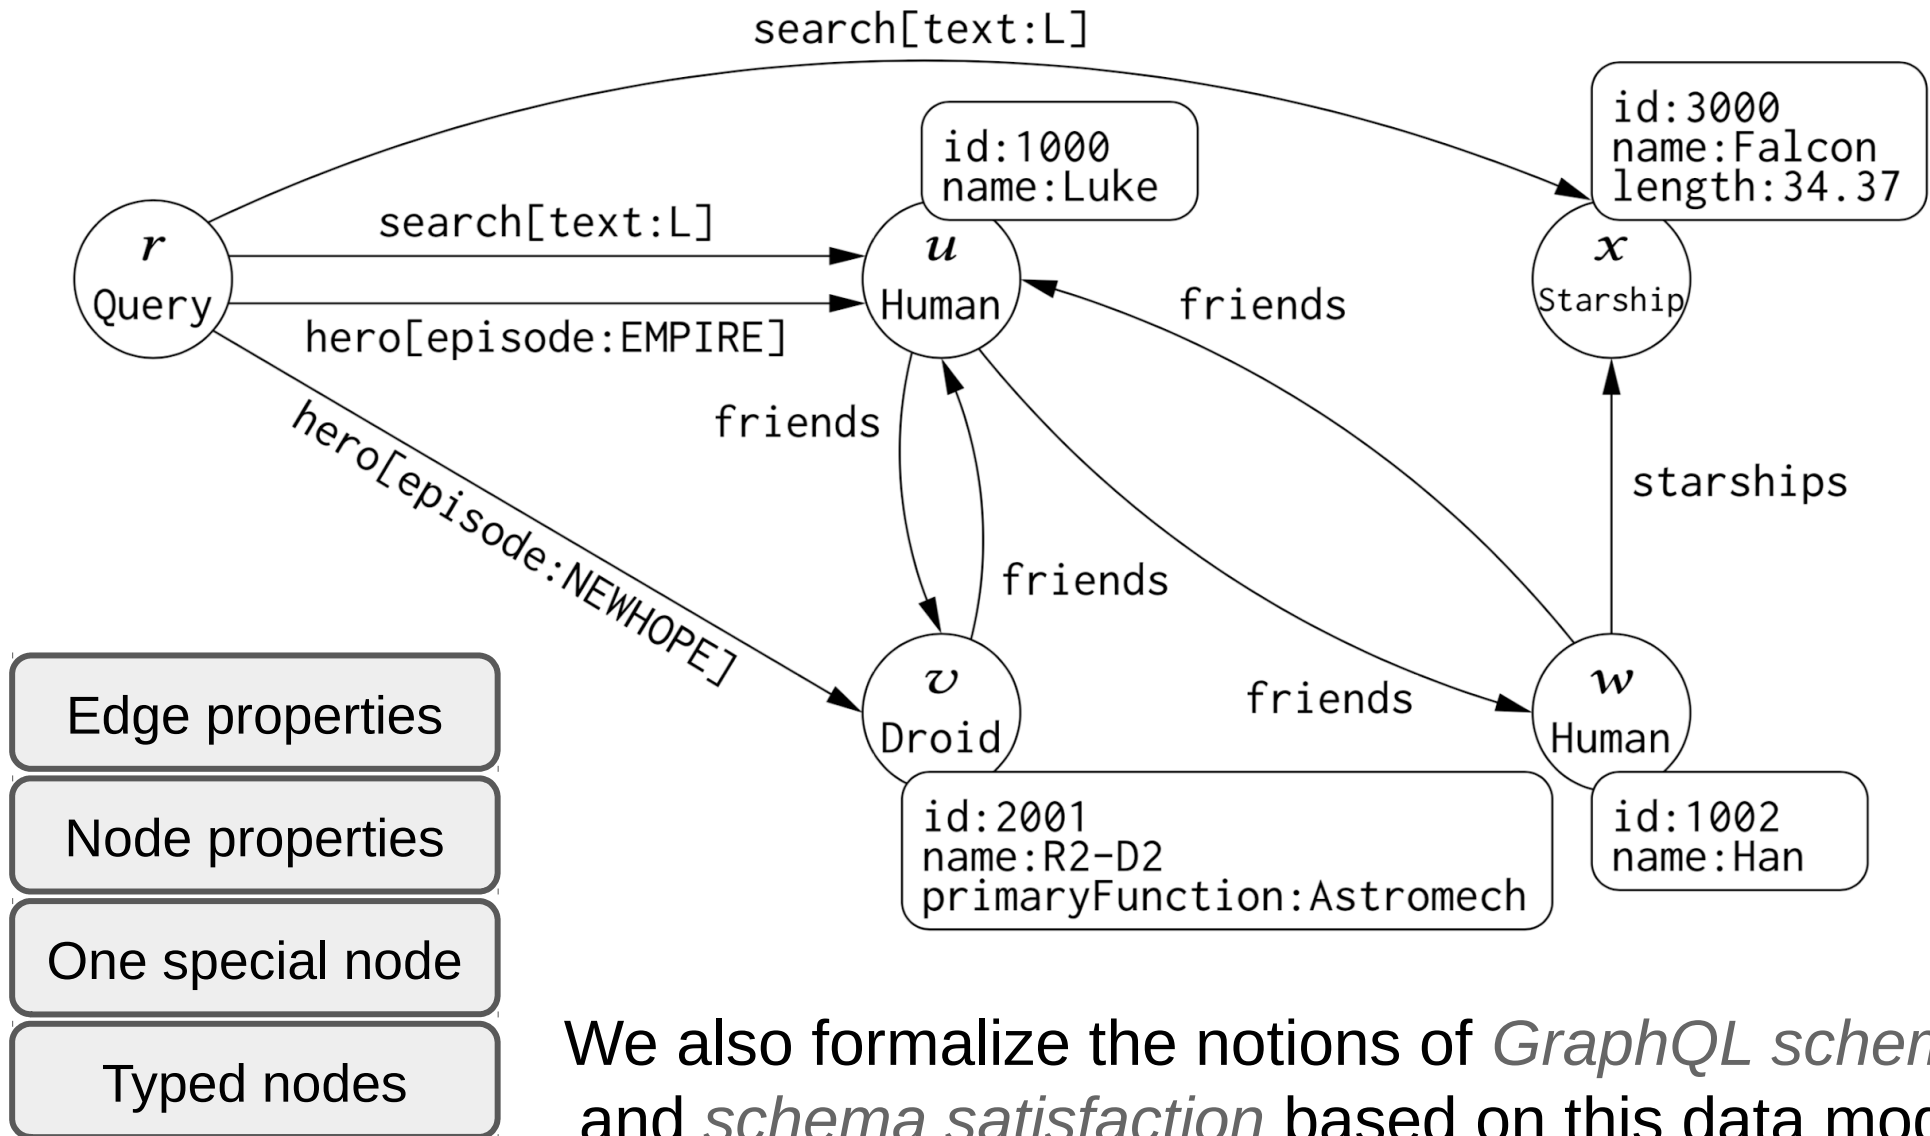 search[text:L]
id:3000
name:Falcon
length:34.37
id:1000
name:Luke
search[text:L]
r
Query
u
Human
x
Starship
hero[episode:EMPIRE]
friends
friends
hero[episode:NEWHOPE]
starships
friends
friends
v
Droid
w
Human
id:2001
name:R2-D2
primaryFunction:Astromech
id:1002
name:Han
Edge properties
Node properties
One special node
Typed nodes
We also formalize the notions of GraphQL
and schema satisfaction based on this data